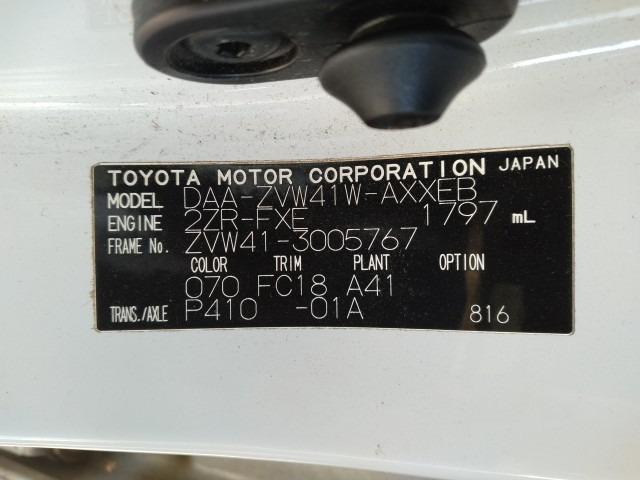 TOYOTA MOTOR CORPORATION JAPAN
MODEL DAA-ZVW41W-AXXEB
ENGINE 2ZR-FXE 1797 mL
FRAME No. ZVW41-3005767
COLOR TRIM PLANT OPTION
070 FC18 A41
TRANS./AXLE P410 -01A 816